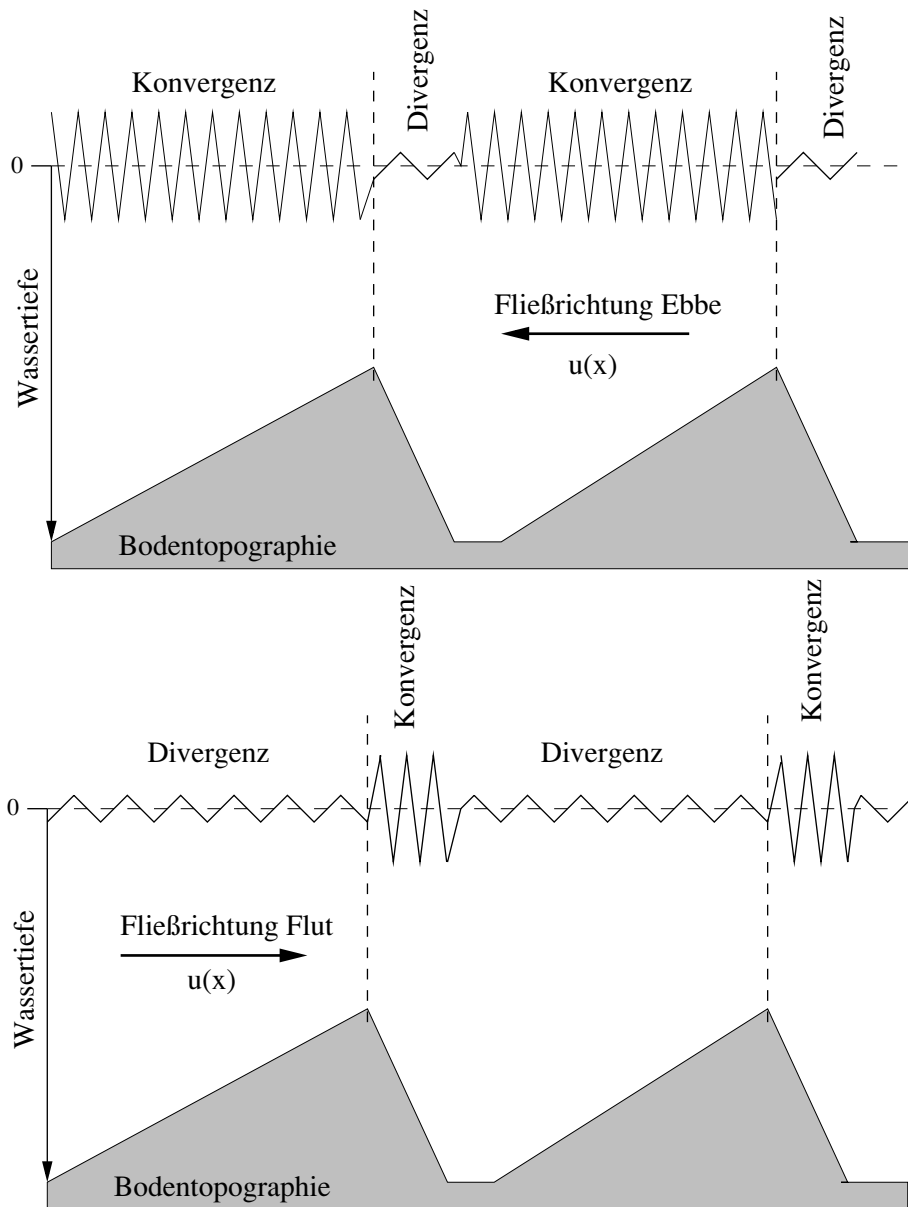 Konvergenz
Divergenz
Konvergenz
Divergenz
0
Wassertiefe
Fließrichtung Ebbe
u(x)
Bodentopographie
Divergenz
Konvergenz
Divergenz
Konvergenz
0
Wassertiefe
Fließrichtung Flut
u(x)
Bodentopographie